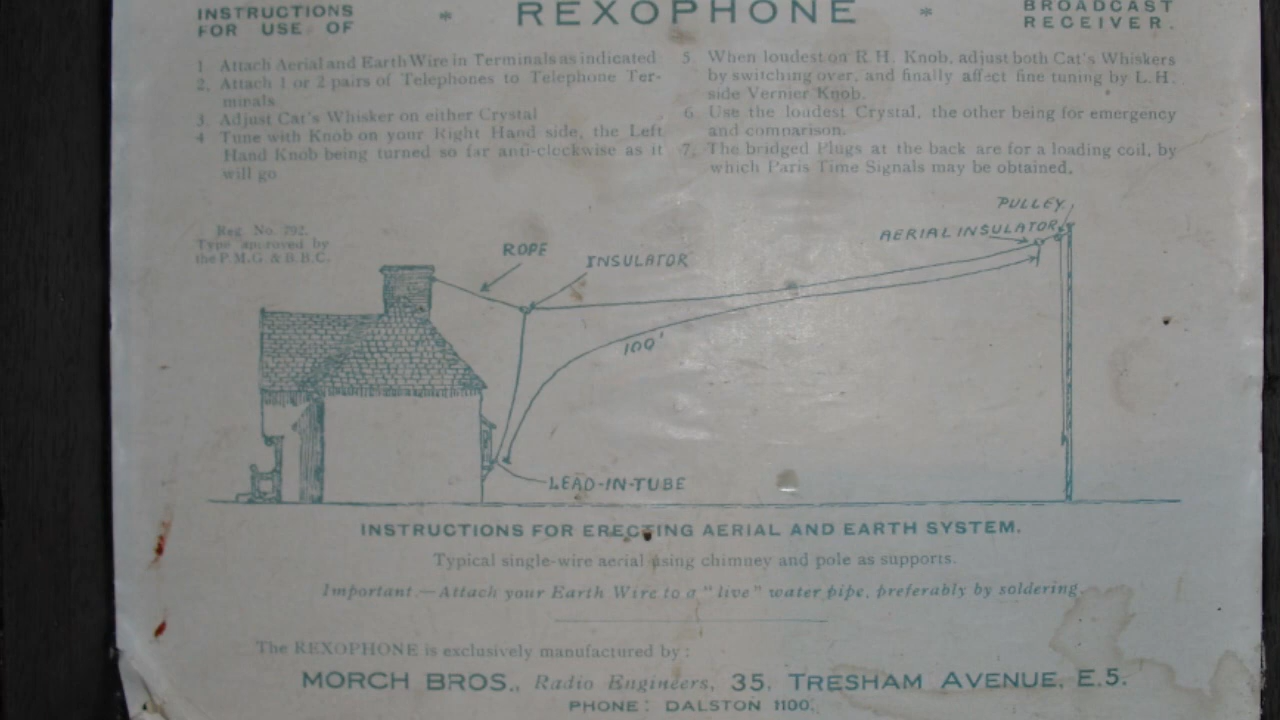 INSTRUCTIONS
FOR USE OF
* REXOPHONE *
BROADCAST
RECEIVER.
1 Attach Aerial and Earth Wire in Terminals as indicated
2. Attach 1 or 2 pairs of Telephones to Telephone Ter-
minals
3. Adjust Cat's Whisker on either Crystal
4 Tune with Knob on your Right Hand side, the Left
Hand Knob being turned so far anti-clockwise as it
will go
5. When loudest on R.H. Knob, adjust both Cat's Whiskers
by switching over, and finally affect fine tuning by L.H.
side Vernier Knob.
6. Use the loudest Crystal, the other being for emergency
and comparison.
7. The bridged Plugs at the back are for a loading coil, by
which Paris Time Signals may be obtained.
Reg. No. 792.
Type approved by
the P.M.G. & B.B.C.
ROPE
INSULATOR
PULLEY
AERIAL INSULATOR
100'
LEAD-IN-TUBE
INSTRUCTIONS FOR ERECTING AERIAL AND EARTH SYSTEM.
Typical single-wire aerial using chimney and pole as supports.
Important.—Attach your Earth Wire to a "live" water pipe, preferably by soldering.
The REXOPHONE is exclusively manufactured by:
MORCH BROS., Radio Engineers, 35, TRESHAM AVENUE, E.5.
PHONE: DALSTON 1100.